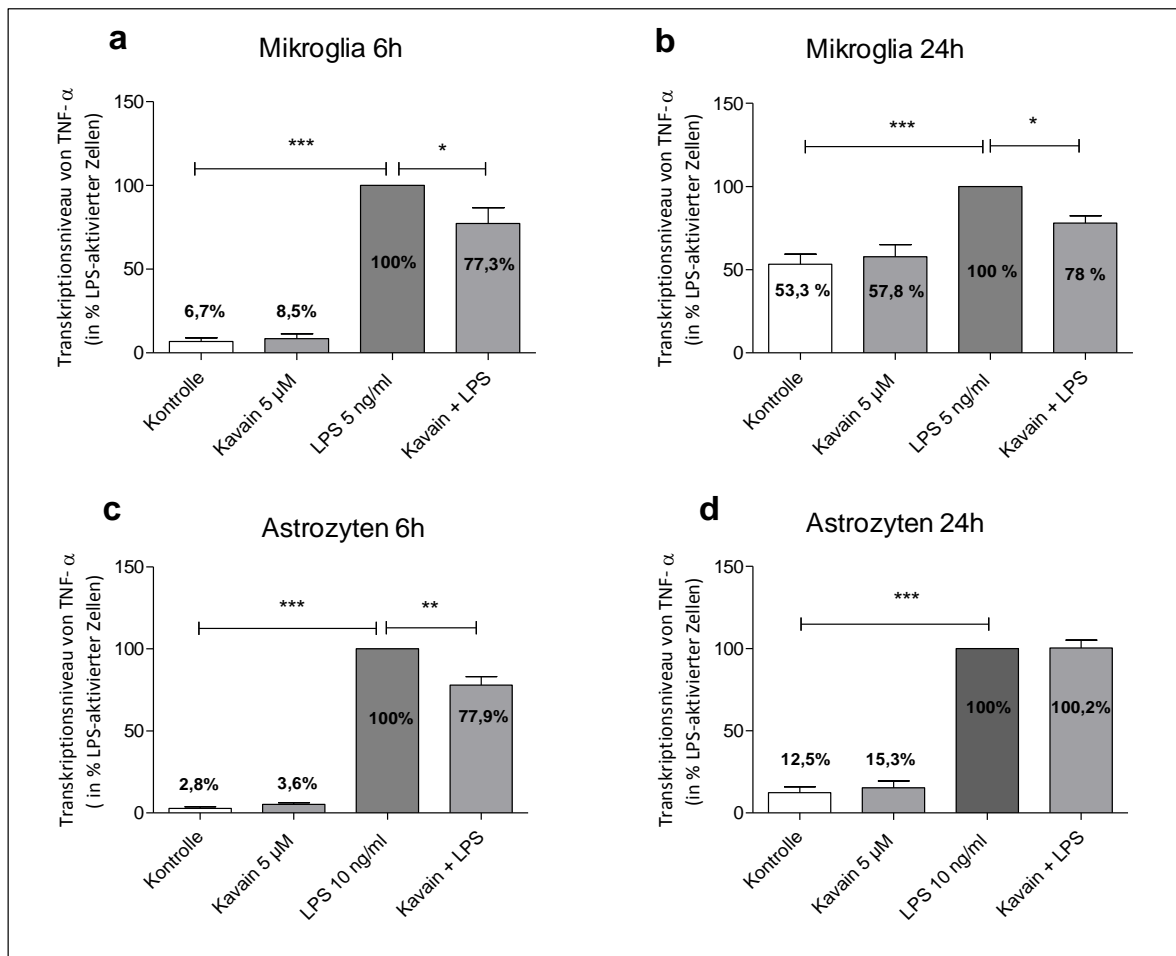 a
Mikroglia 6h
Transkriptionsniveau von TNF- α
(in % LPS-aktivierter Zellen)
150
100
50
0
***
*
6,7%
8,5%
100%
77,3%
Kontrolle
Kavain 5 µM
LPS 5 ng/ml
Kavain + LPS
b
Mikroglia 24h
Transkriptionsniveau von TNF- α
(in % LPS-aktivierter Zellen)
150
100
50
0
***
*
53,3 %
57,8 %
100 %
78 %
Kontrolle
Kavain 5 µM
LPS 5 ng/ml
Kavain + LPS
c
Astrozyten 6h
Transkriptionsniveau von TNF- α
( in % LPS-aktivierter Zellen)
150
100
50
0
***
**
2,8%
3,6%
100%
77,9%
Kontrolle
Kavain 5 µM
LPS 10 ng/ml
Kavain + LPS
d
Astrozyten 24h
Transkriptionsniveau von TNF- α
(in % LPS-aktivierter Zellen)
150
100
50
0
***
12,5%
15,3%
100%
100,2%
Kontrolle
Kavain 5 µM
LPS 10 ng/ml
Kavain + LPS